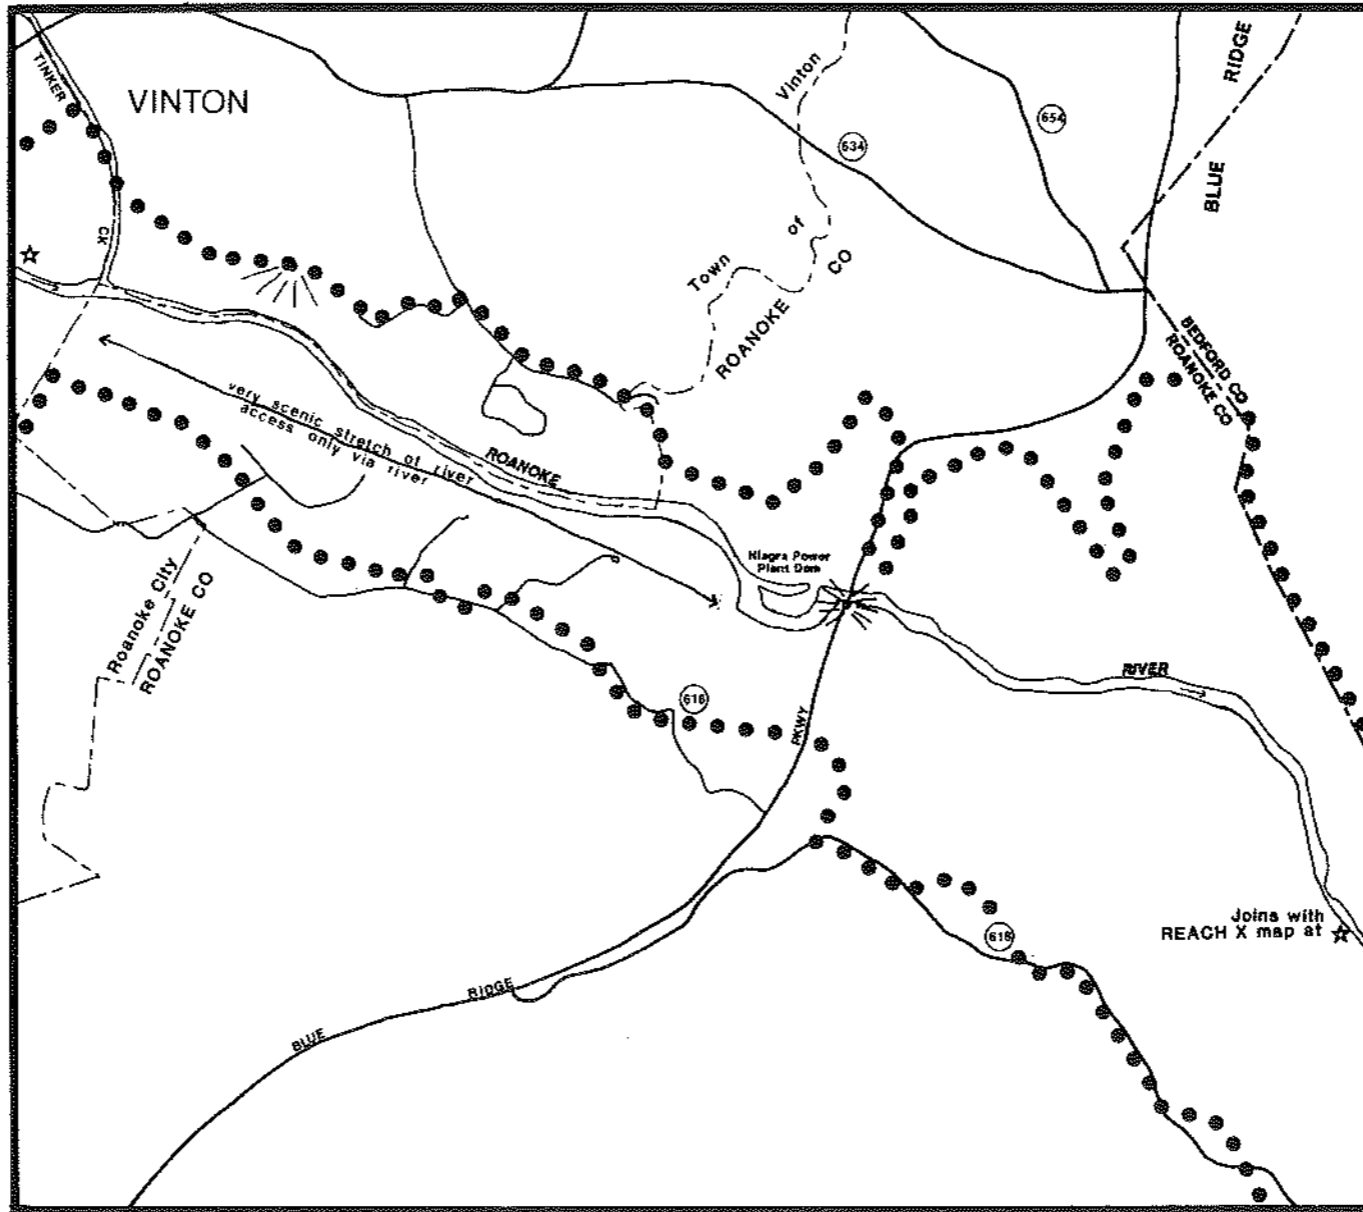 TINKER
CK
VINTON
Vinton
Town of
ROANOKE CO
634
654
RIDGE
BLUE
BEDFORD CO
ROANOKE CO
very scenic stretch of river
access only via river
ROANOKE
Niagra Power
Plant Dam
RIVER
Roanoke City
ROANOKE CO
618
PKWY
618
Joins with
REACH X map at
RIDGE
BLUE